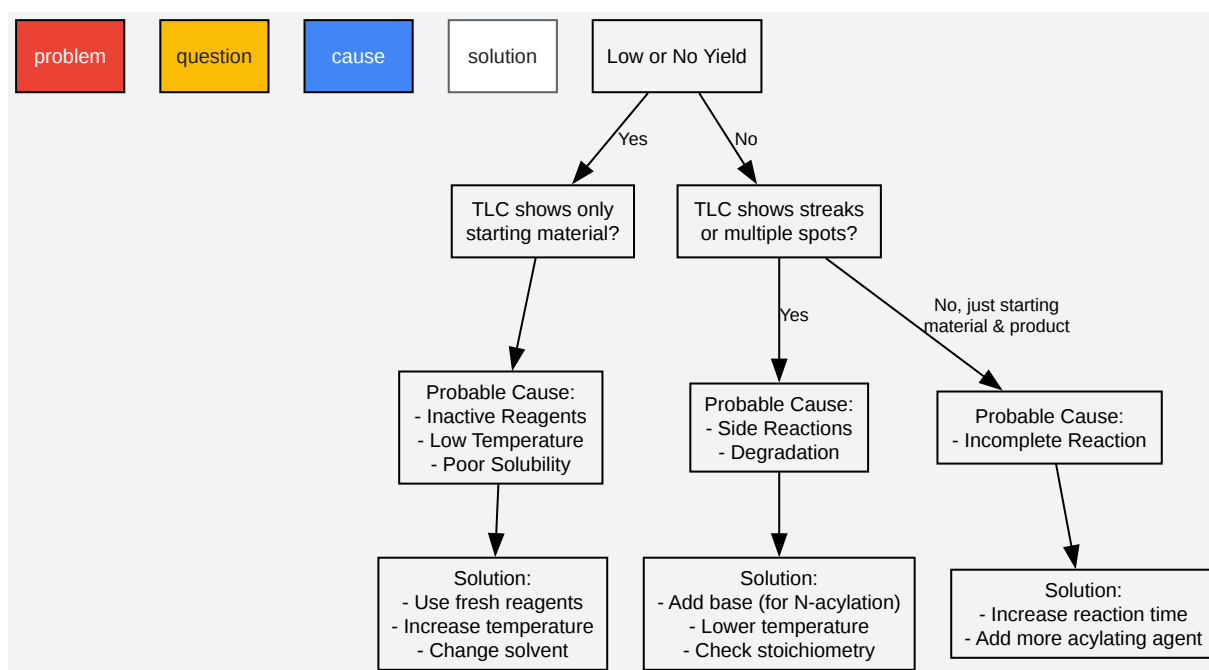 problem
question
cause
solution
Low or No Yield
Yes
No
TLC shows only
starting material?
TLC shows streaks
or multiple spots?
Yes
No, just starting
material & product
Probable Cause:
- Inactive Reagents
- Low Temperature
- Poor Solubility
Probable Cause:
- Side Reactions
- Degradation
Probable Cause:
- Incomplete Reaction
Solution:
- Use fresh reagents
- Increase temperature
- Change solvent
Solution:
- Add base (for N-acylation)
- Lower temperature
- Check stoichiometry
Solution:
- Increase reaction time
- Add more acylating agent